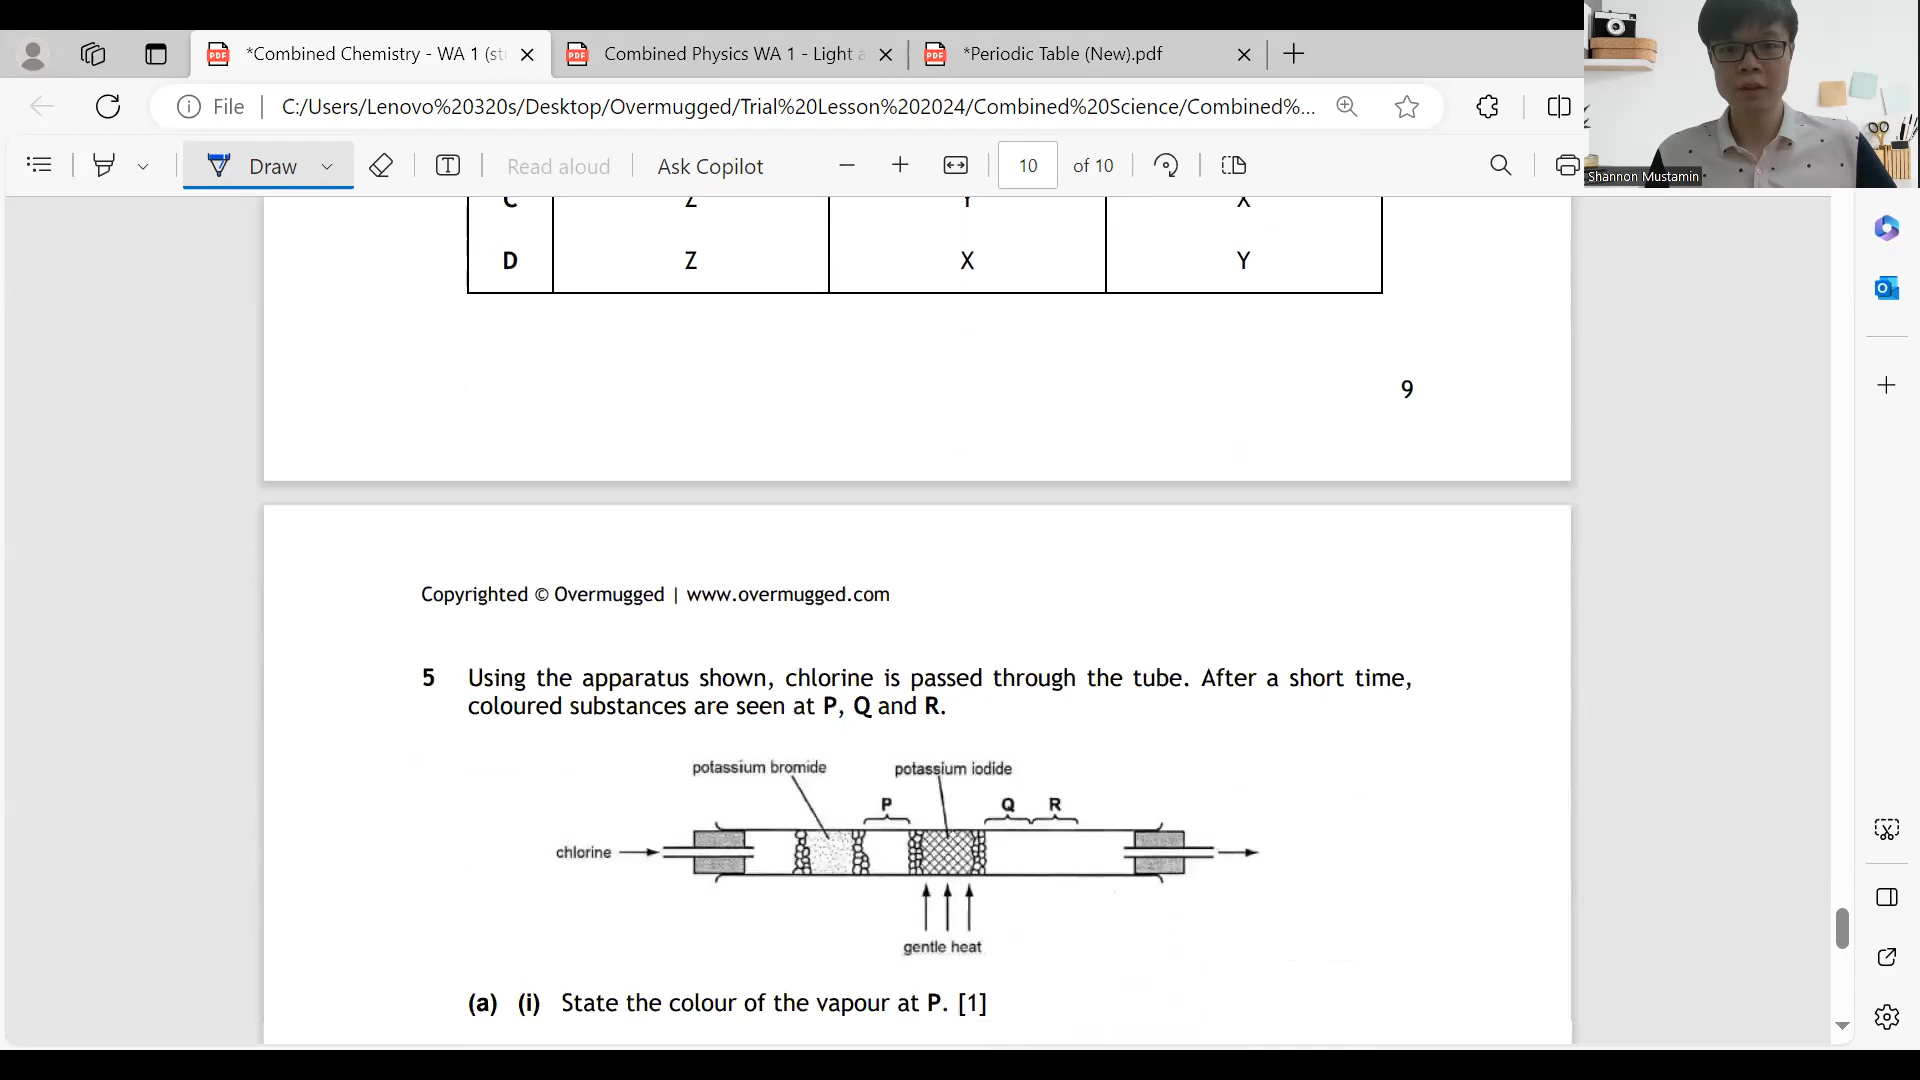 *Combined Chemistry - WA 1 (st
Combined Physics WA 1 - Light a
*Periodic Table (New).pdf
File
C:/Users/Lenovo%20320s/Desktop/Overmugged/Trial%20Lesson%202024/Combined%20Science/Combined%...
Draw
Read aloud
Ask Copilot
10
of 10
Shannon Mustamin
C Z Y X
D Z X Y
9
Copyrighted © Overmugged | www.overmugged.com
5 Using the apparatus shown, chlorine is passed through the tube. After a short time,
coloured substances are seen at P, Q and R.
potassium bromide
potassium iodide
P
Q
R
chlorine
gentle heat
(a) (i) State the colour of the vapour at P. [1]